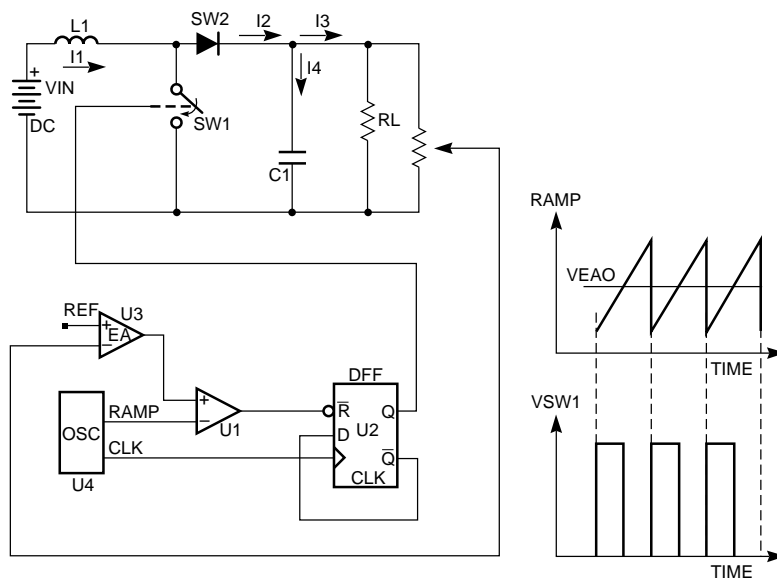 L1
SW2
I2
I3
I1
I4
+
VIN
DC
SW1
RL
C1
RAMP
VEAO
TIME
REF
U3
+
EA
−
DFF
+
R̅
Q
RAMP
−
D
U2
OSC
U1
CLK
Q̅
U4
CLK
VSW1
TIME